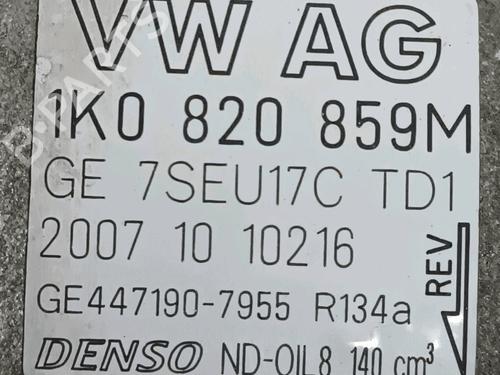 VW AG
1K0 820 859M
GE 7SEU17C TD1
2007 10 10216
REV
GE447190-7955 R134a
DENSO ND-OIL8 140 cm³
B-PARTS